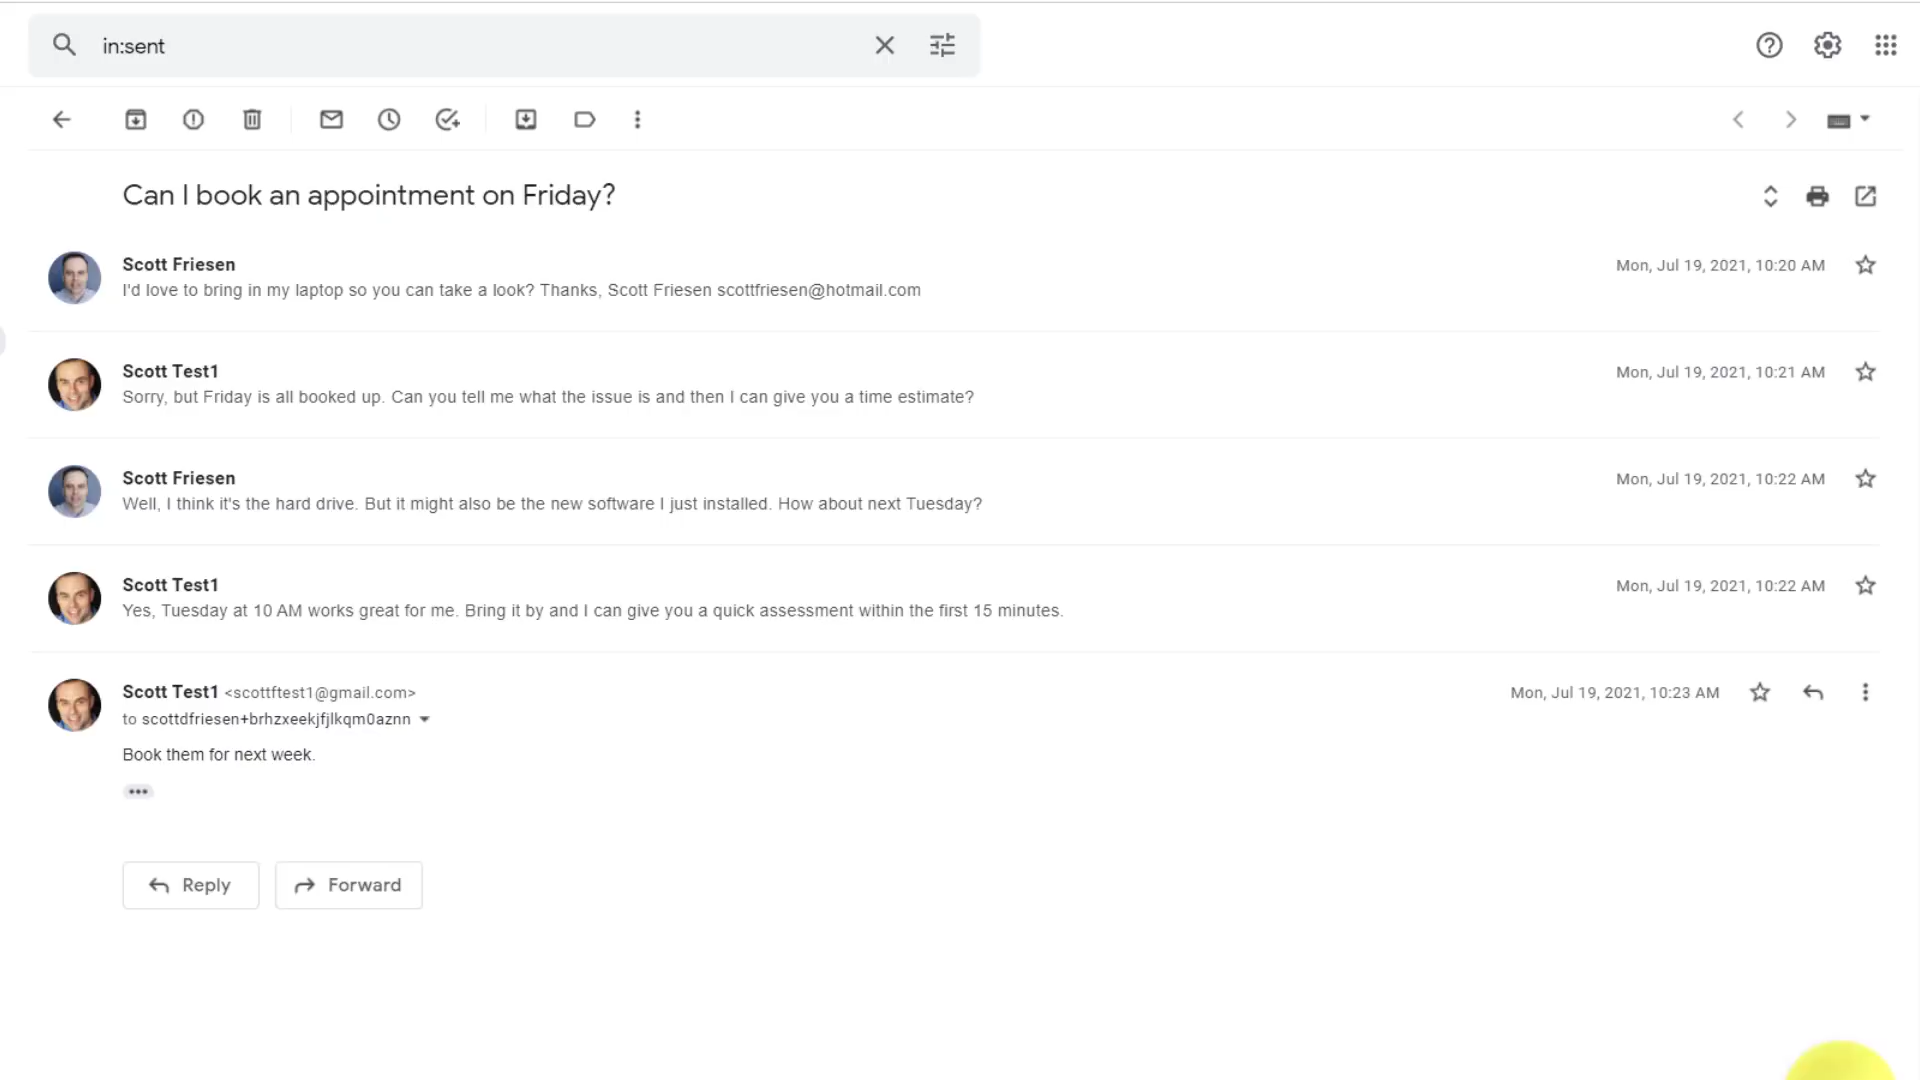 in:sent
Can I book an appointment on Friday?
Scott Friesen
Mon, Jul 19, 2021, 10:20 AM
I'd love to bring in my laptop so you can take a look? Thanks, Scott Friesen scottfriesen@hotmail.com
Scott Test1
Mon, Jul 19, 2021, 10:21 AM
Sorry, but Friday is all booked up. Can you tell me what the issue is and then I can give you a time estimate?
Scott Friesen
Mon, Jul 19, 2021, 10:22 AM
Well, I think it's the hard drive. But it might also be the new software I just installed. How about next Tuesday?
Scott Test1
Mon, Jul 19, 2021, 10:22 AM
Yes, Tuesday at 10 AM works great for me. Bring it by and I can give you a quick assessment within the first 15 minutes.
Scott Test1 <scottftest1@gmail.com>
Mon, Jul 19, 2021, 10:23 AM
to scottdfriesen+brhzxeekjfjlkqm0aznn
Book them for next week.
Reply
Forward